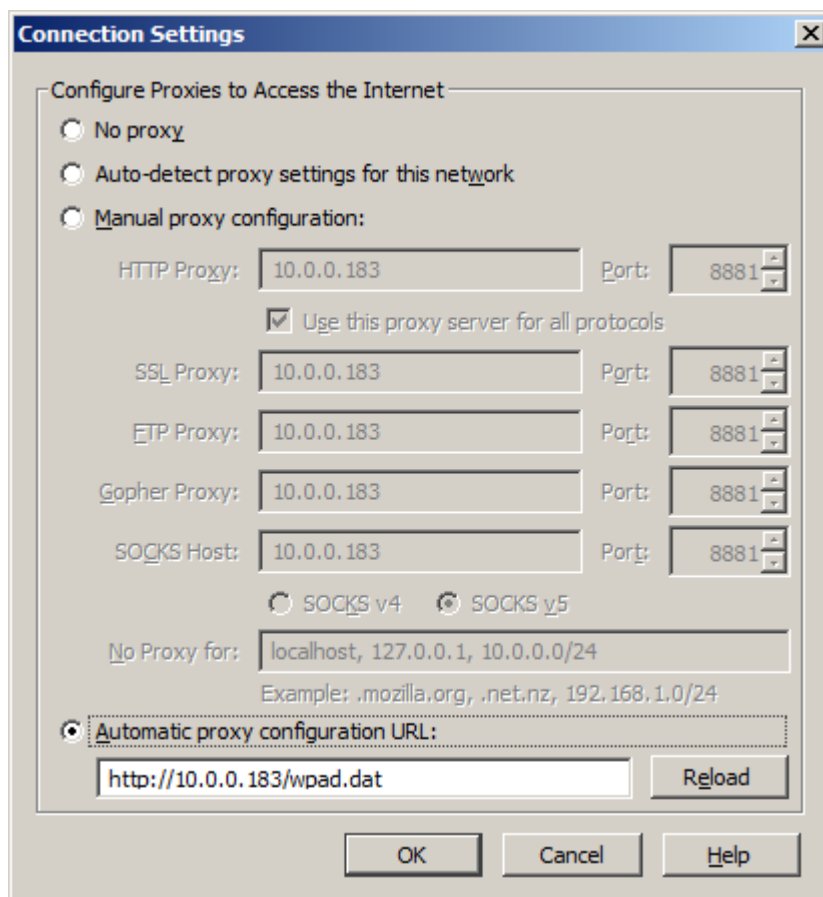 Connection Settings
Configure Proxies to Access the Internet
No proxy
Auto-detect proxy settings for this network
Manual proxy configuration:
HTTP Proxy: 10.0.0.183 Port: 8881
Use this proxy server for all protocols
SSL Proxy: 10.0.0.183 Port: 8881
FTP Proxy: 10.0.0.183 Port: 8881
Gopher Proxy: 10.0.0.183 Port: 8881
SOCKS Host: 10.0.0.183 Port: 8881
SOCKS v4 SOCKS v5
No Proxy for: localhost, 127.0.0.1, 10.0.0.0/24
Example: .mozilla.org, .net.nz, 192.168.1.0/24
Automatic proxy configuration URL:
http://10.0.0.183/wpad.dat Reload
OK Cancel Help